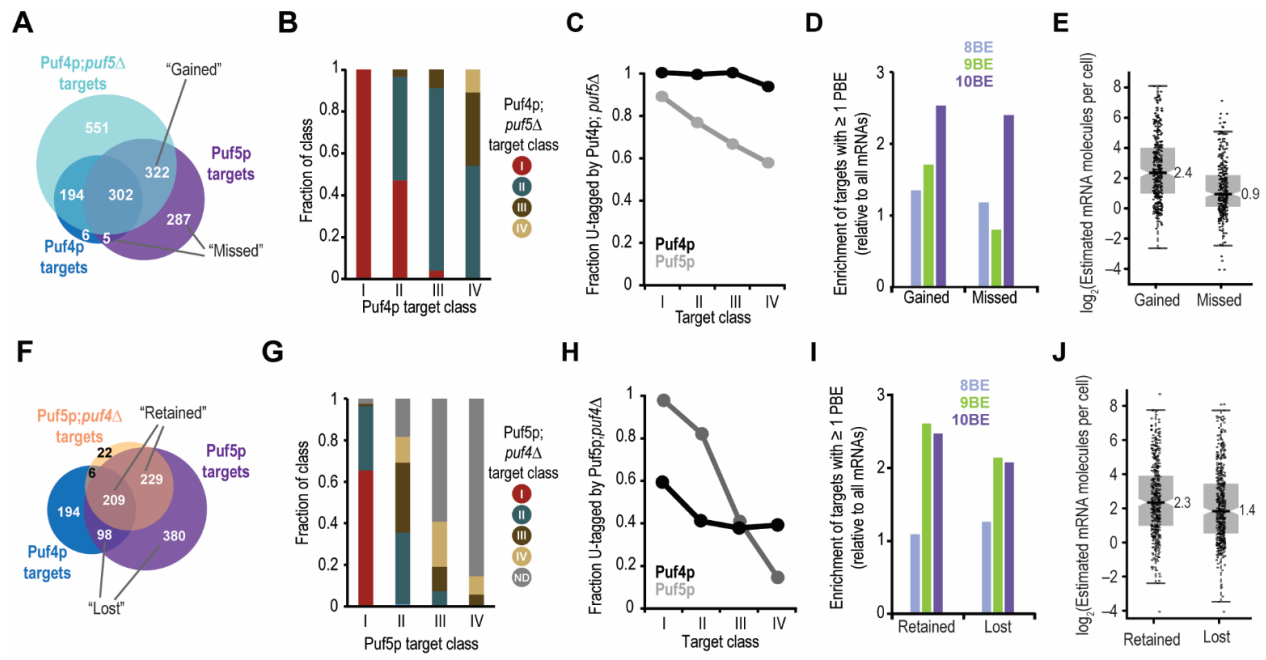 A
Puf4p;puf5Δ
targets
"Gained"
551
Puf5p
targets
322
194
302
287
6
5
Puf4p
targets
"Missed"
B
Fraction of class
1
0.8
0.6
0.4
0.2
0
I
II
III
IV
Puf4p target class
Puf4p;
puf5Δ
target class
I
II
III
IV
C
Fraction U-tagged by Puf4p; puf5Δ
1
0.8
0.6
0.4
0.2
0
Puf4p
Puf5p
I
II
III
IV
Target class
D
8BE
9BE
10BE
Enrichment of targets with ≥ 1 PBE
(relative to all mRNAs)
3
2
1
0
Gained
Missed
E
log2(Estimated mRNA molecules per cell)
8
6
4
2
0
−2
−4
2.4
0.9
Gained
Missed
F
Puf5p;puf4Δ
targets
"Retained"
22
Puf5p
targets
6
229
209
194
98
380
Puf4p
targets
"Lost"
G
Fraction of class
1
0.8
0.6
0.4
0.2
0
I
II
III
IV
Puf5p target class
Puf5p;
puf4Δ
target class
I
II
III
IV
ND
H
Fraction U-tagged by Puf5p;puf4Δ
1
0.8
0.6
0.4
0.2
0
Puf4p
Puf5p
I
II
III
IV
Target class
I
8BE
9BE
10BE
Enrichment of targets with ≥ 1 PBE
(relative to all mRNAs)
3
2
1
0
Retained
Lost
J
log2(Estimated mRNA molecules per cell)
8
6
4
2
0
−2
−4
2.3
1.4
Retained
Lost